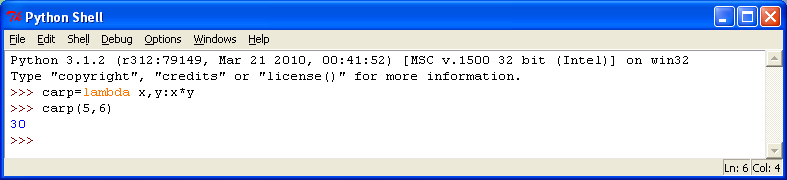 Python Shell
File Edit Shell Debug Options Windows Help
Python 3.1.2 (r312:79149, Mar 21 2010, 00:41:52) [MSC v.1500 32 bit (Intel)] on win32
Type "copyright", "credits" or "license()" for more information.
>>> carp=lambda x,y:x*y
>>> carp(5,6)
30
>>>
Ln: 6 Col: 4